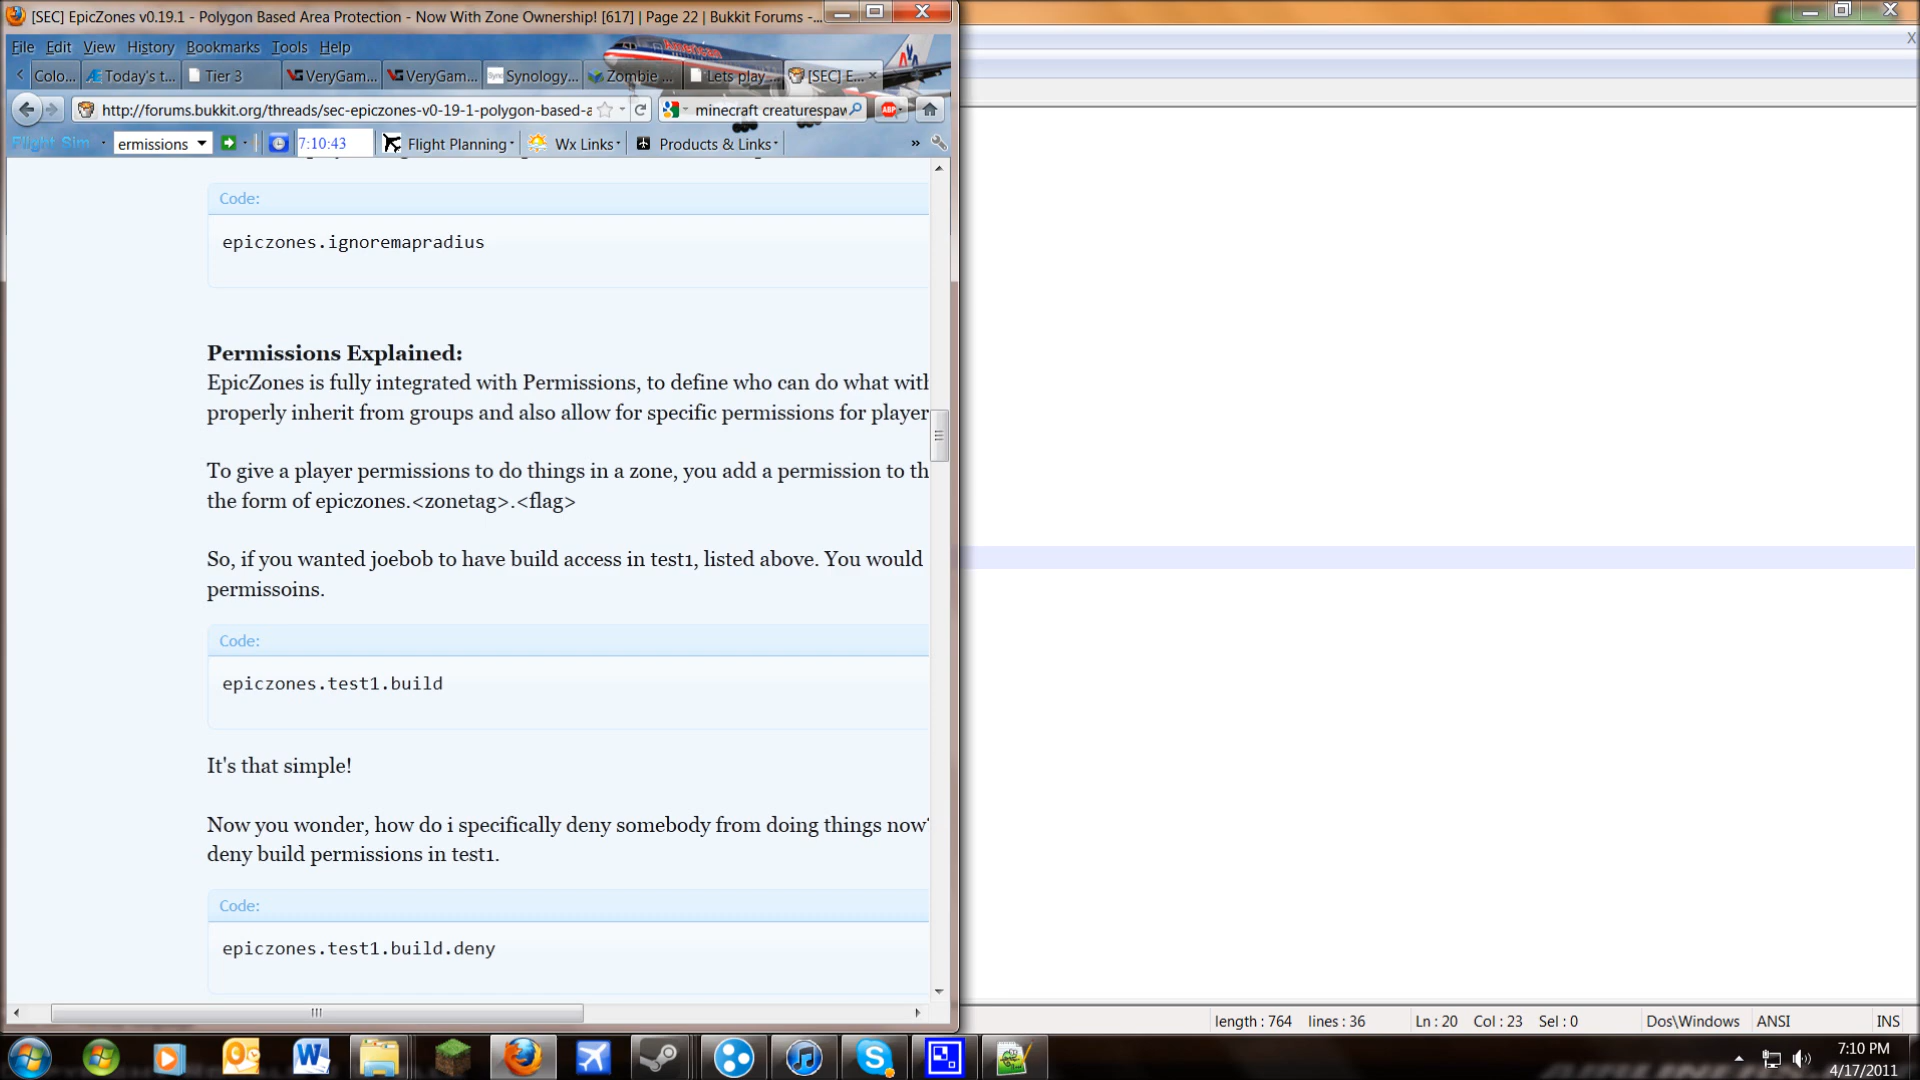 [SEC] EpicZones v0.19.1 - Polygon Based Area Protection - Now With Zone Ownership! [617] | Page 22 | Bukkit Forums -...
File Edit View History Bookmarks Tools Help
American
Colo... Today's t... Tier 3 VeryGam... VeryGam... Synology... Zombie ... Lets play ... [SEC] E...
http://forums.bukkit.org/threads/sec-epiczones-v0-19-1-polygon-based-a minecraft creaturespaw ABP
Flight Sim ermissions 7:10:43 Flight Planning Wx Links Products & Links »
Code:
epiczones.ignoremapradius
Permissions Explained:
EpicZones is fully integrated with Permissions, to define who can do what with
properly inherit from groups and also allow for specific permissions for player
To give a player permissions to do things in a zone, you add a permission to th
the form of epiczones.<zonetag>.<flag>
So, if you wanted joebob to have build access in test1, listed above. You would
permissoins.
Code:
epiczones.test1.build
It's that simple!
Now you wonder, how do i specifically deny somebody from doing things now?
deny build permissions in test1.
Code:
epiczones.test1.build.deny
length : 764 lines : 36 Ln : 20 Col : 23 Sel : 0 Dos\Windows ANSI INS
7:10 PM
4/17/2011